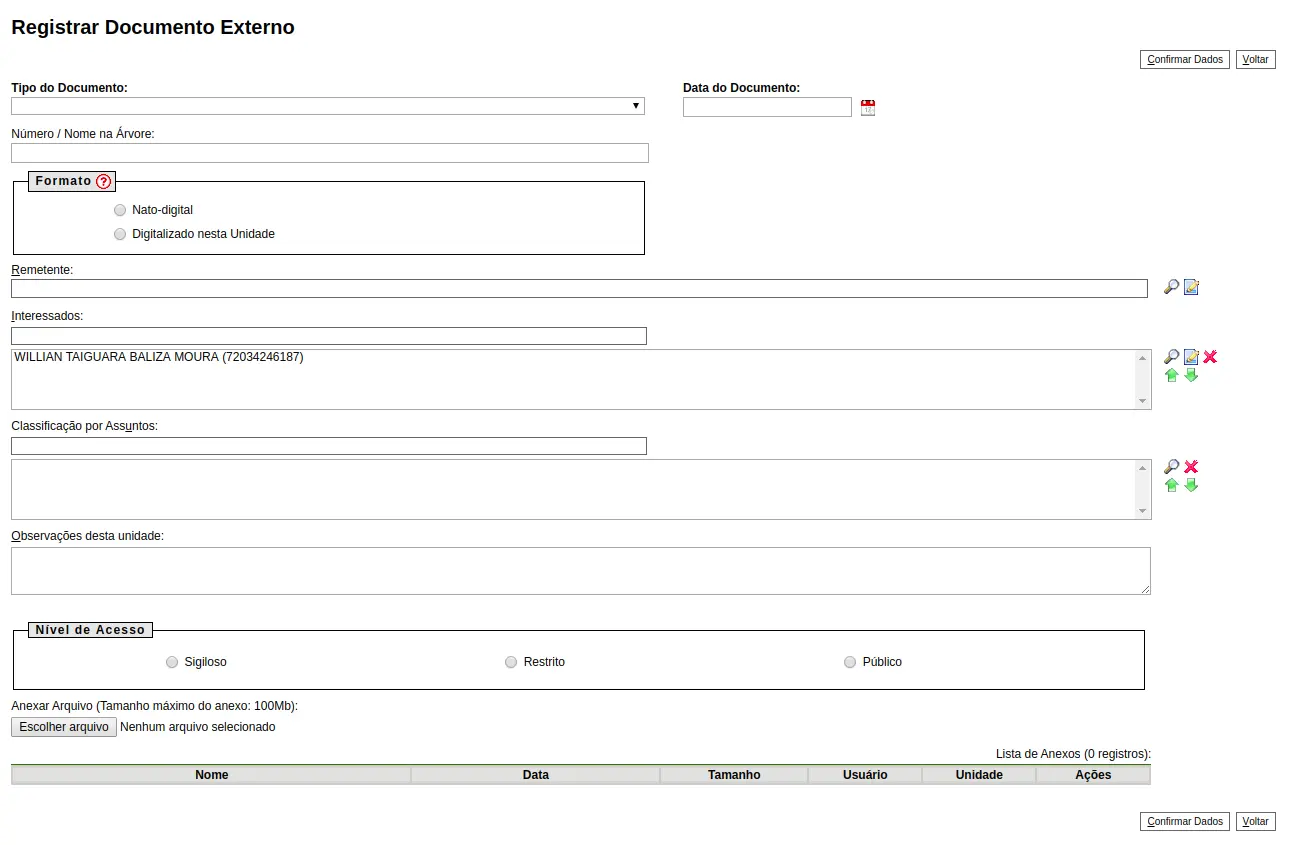 Registrar Documento Externo
Confirmar Dados Voltar
Tipo do Documento: Data do Documento:
Número / Nome na Árvore:
Formato ?
Nato-digital
Digitalizado nesta Unidade
Remetente:
Interessados:
WILLIAN TAIGUARA BALIZA MOURA (72034246187)
Classificação por Assuntos:
Observações desta unidade:
Nível de Acesso
Sigiloso Restrito Público
Anexar Arquivo (Tamanho máximo do anexo: 100Mb):
Escolher arquivo Nenhum arquivo selecionado
Lista de Anexos (0 registros):
Nome Data Tamanho Usuário Unidade Ações
Confirmar Dados Voltar